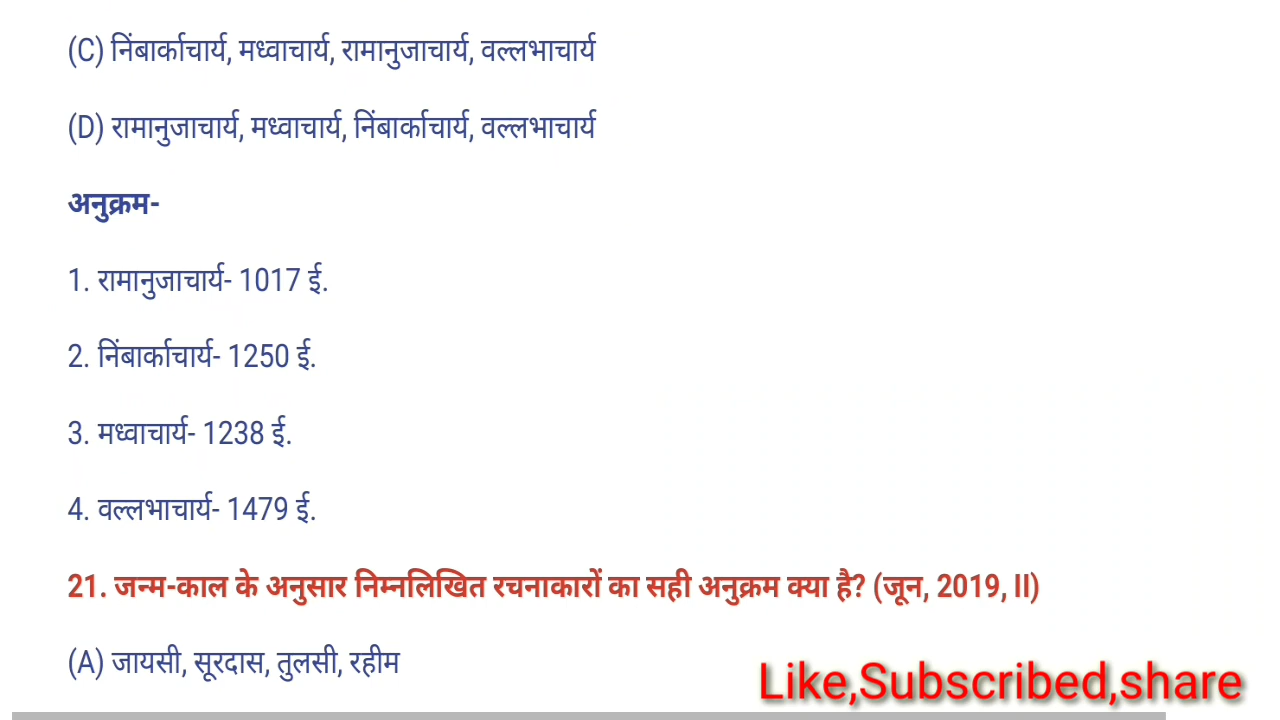 (C) निंबार्काचार्य, मध्वाचार्य, रामानुजाचार्य, वल्लभाचार्य
(D) रामानुजाचार्य, मध्वाचार्य, निंबार्काचार्य, वल्लभाचार्य
अनुक्रम-
1. रामानुजाचार्य- 1017 ई.
2. निंबार्काचार्य- 1250 ई.
3. मध्वाचार्य- 1238 ई.
4. वल्लभाचार्य- 1479 ई.
21. जन्म-काल के अनुसार निम्नलिखित रचनाकारों का सही अनुक्रम क्या है? (जून, 2019, II)
(A) जायसी, सूरदास, तुलसी, रहीम
Like,Subscribed,share